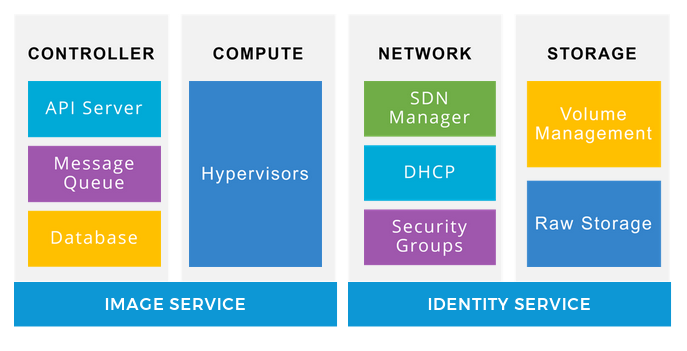 CONTROLLER
API Server
Message
Queue
Database
COMPUTE
Hypervisors
NETWORK
SDN
Manager
DHCP
Security
Groups
STORAGE
Volume
Management
Raw Storage
IMAGE SERVICE
IDENTITY SERVICE